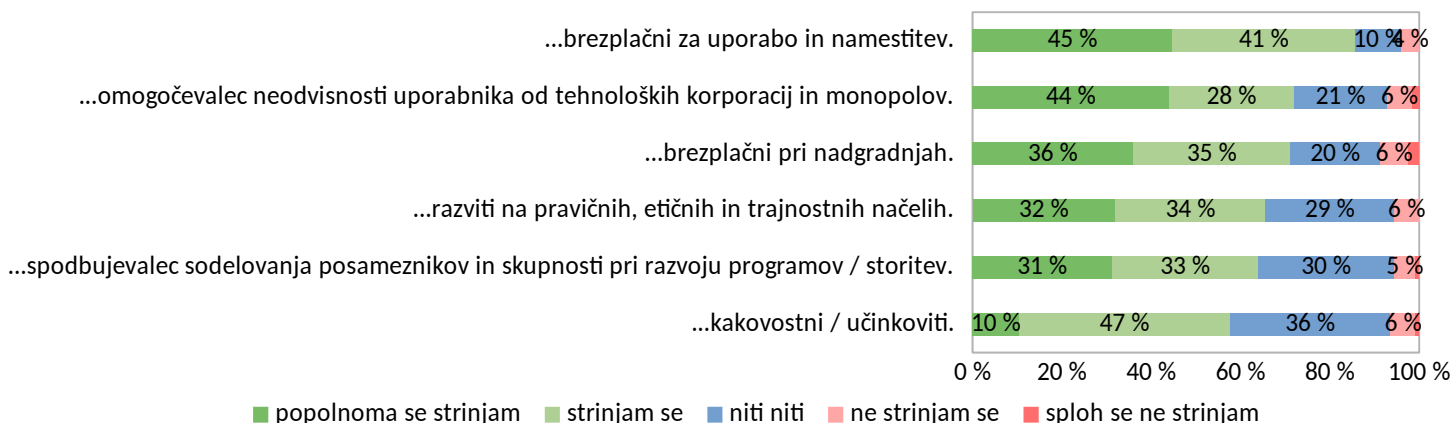 ...brezplačni za uporabo in namestitev. 45 % 41 % 10 % 4 %
...omogočevalec neodvisnosti uporabnika od tehnoloških korporacij in monopolov. 44 % 28 % 21 % 6 %
...brezplačni pri nadgradnjah. 36 % 35 % 20 % 6 %
...razviti na pravičnih, etičnih in trajnostnih načelih. 32 % 34 % 29 % 6 %
...spodbujevalec sodelovanja posameznikov in skupnosti pri razvoju programov / storitev. 31 % 33 % 30 % 5 %
...kakovostni / učinkoviti. 10 % 47 % 36 % 6 %
0 % 20 % 40 % 60 % 80 % 100 %
popolnoma se strinjam strinjam se niti niti ne strinjam se sploh se ne strinjam